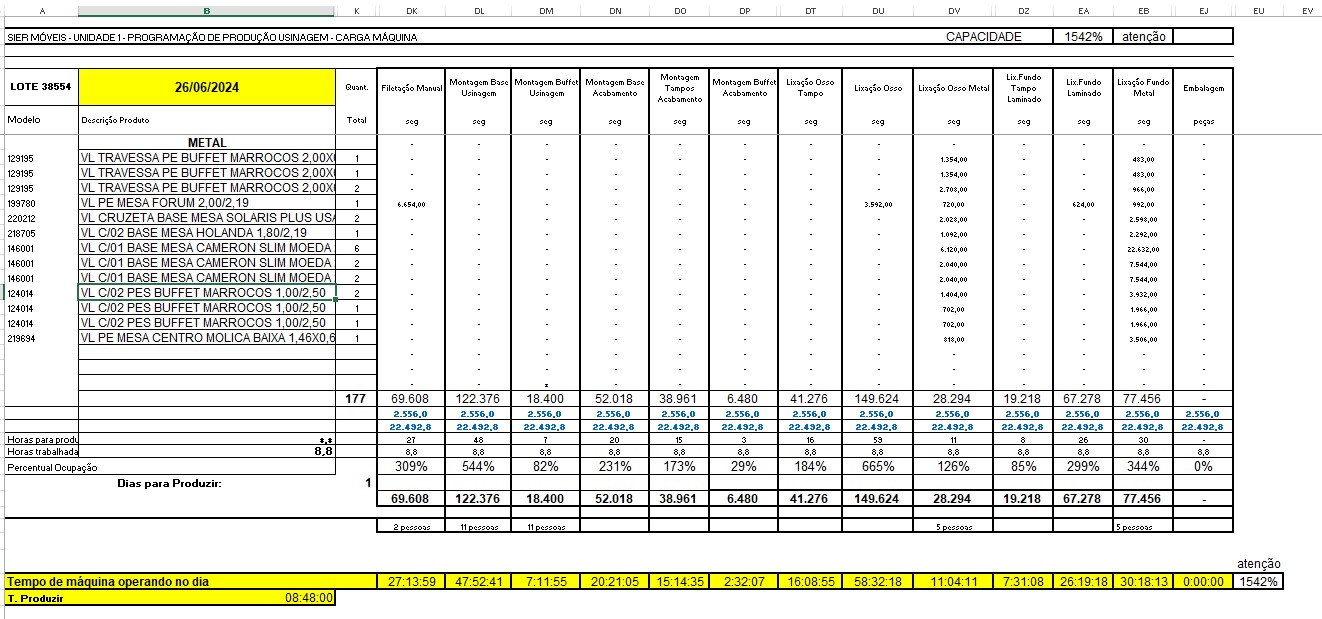 A B K DK DL DM DN DO DP DT DU DV DZ EA EB EJ EU EV
SIER MÓVEIS - UNIDADE 1 - PROGRAMAÇÃO DE PRODUÇÃO USINAGEM - CARGA MÁQUINA CAPACIDADE 1542% atenção
LOTE 38554 26/06/2024 Quant. Filetação Manual Montagem Base Usinagem Montagem Buffet Usinagem Montagem Base Acabamento Montagem Tampos Acabamento Montagem Buffet Acabamento Lixação Osso Tampo Lixação Osso Lixação Osso Metal Lix.Fundo Tampo Laminado Lix.Fundo Laminado Lixação Fundo Metal Embalagem
Modelo Descrição Produto Total seg seg seg seg seg seg seg seg seg seg seg seg peças
METAL - - - - - - - - - - - - -
129195 VL TRAVESSA PE BUFFET MARROCOS 2,00X 1 - - - - - - - - 1.354,00 - - 483,00 -
129195 VL TRAVESSA PE BUFFET MARROCOS 2,00X 1 - - - - - - - - 1.354,00 - - 483,00 -
129195 VL TRAVESSA PE BUFFET MARROCOS 2,00X 2 - - - - - - - - 2.708,00 - - 966,00 -
199780 VL PE MESA FORUM 2,00/2,19 1 6.654,00 - - - - - - 3.592,00 720,00 - 624,00 992,00 -
220212 VL CRUZETA BASE MESA SOLARIS PLUS USA 2 - - - - - - - - 2.028,00 - - 2.598,00 -
218705 VL C/02 BASE MESA HOLANDA 1,80/2,19 1 - - - - - - - - 1.092,00 - - 2.292,00 -
146001 VL C/01 BASE MESA CAMERON SLIM MOEDA 6 - - - - - - - - 6.120,00 - - 22.632,00 -
146001 VL C/01 BASE MESA CAMERON SLIM MOEDA 2 - - - - - - - - 2.040,00 - - 7.544,00 -
146001 VL C/01 BASE MESA CAMERON SLIM MOEDA 2 - - - - - - - - 2.040,00 - - 7.544,00 -
124014 VL C/02 PES BUFFET MARROCOS 1,00/2,50 2 - - - - - - - - 1.404,00 - - 3.932,00 -
124014 VL C/02 PES BUFFET MARROCOS 1,00/2,50 1 - - - - - - - - 702,00 - - 1.966,00 -
124014 VL C/02 PES BUFFET MARROCOS 1,00/2,50 1 - - - - - - - - 702,00 - - 1.966,00 -
219694 VL PE MESA CENTRO MOLICA BAIXA 1,46X0,6 1 - - - - - - - - 818,00 - - 3.506,00 -
- - - - - - - - - - - - -
- - - - - - - - - - - - -
- - * - - - - - - - - - -
177 69.608 122.376 18.400 52.018 38.961 6.480 41.276 149.624 28.294 19.218 67.278 77.456 -
2.556,0 2.556,0 2.556,0 2.556,0 2.556,0 2.556,0 2.556,0 2.556,0 2.556,0 2.556,0 2.556,0 2.556,0 2.556,0
22.492,8 22.492,8 22.492,8 22.492,8 22.492,8 22.492,8 22.492,8 22.492,8 22.492,8 22.492,8 22.492,8 22.492,8 22.492,8
Horas para produ *,* 27 48 7 20 15 3 16 59 11 8 26 30 -
Horas trabalhada 8,8 8,8 8,8 8,8 8,8 8,8 8,8 8,8 8,8 8,8 8,8 8,8 8,8 8,8
Percentual Ocupação 309% 544% 82% 231% 173% 29% 184% 665% 126% 85% 299% 344% 0%
Dias para Produzir: 1
69.608 122.376 18.400 52.018 38.961 6.480 41.276 149.624 28.294 19.218 67.278 77.456 -
2 pessoas 11 pessoas 11 pessoas 5 pessoas 5 pessoas
atenção
Tempo de máquina operando no dia 27:13:59 47:52:41 7:11:55 20:21:05 15:14:35 2:32:07 16:08:55 58:32:18 11:04:11 7:31:08 26:19:18 30:18:13 0:00:00 1542%
T. Produzir 08:48:00